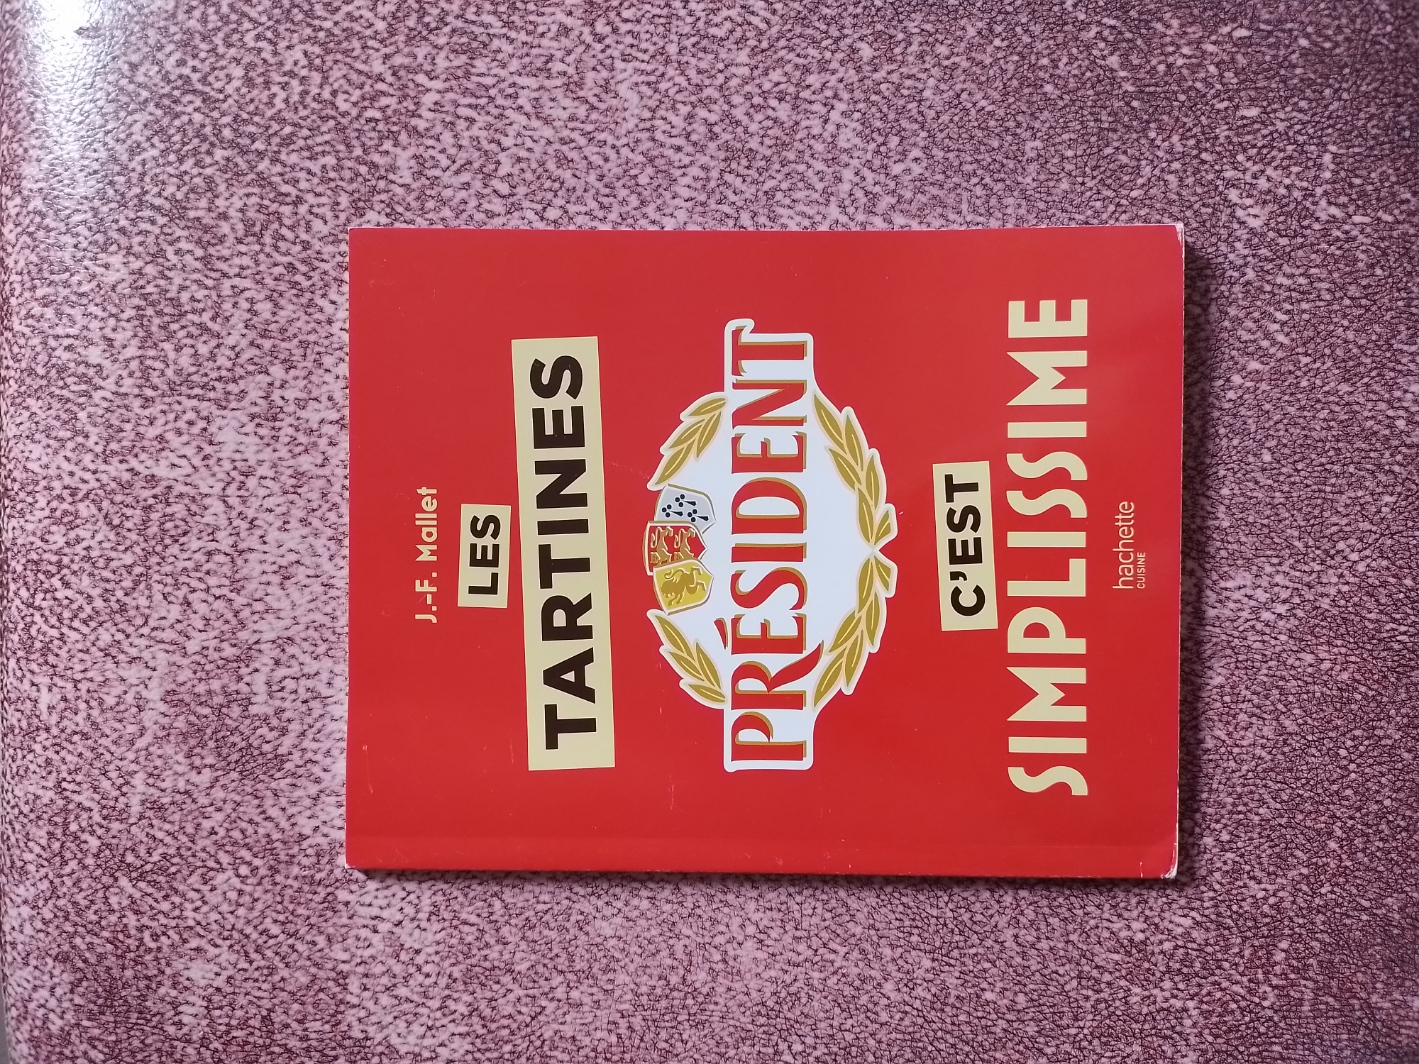 J.-F. Mallet
LES
TARTINES
PRÉSIDENT
C'EST
SIMPLISSIME
hachette
CUISINE